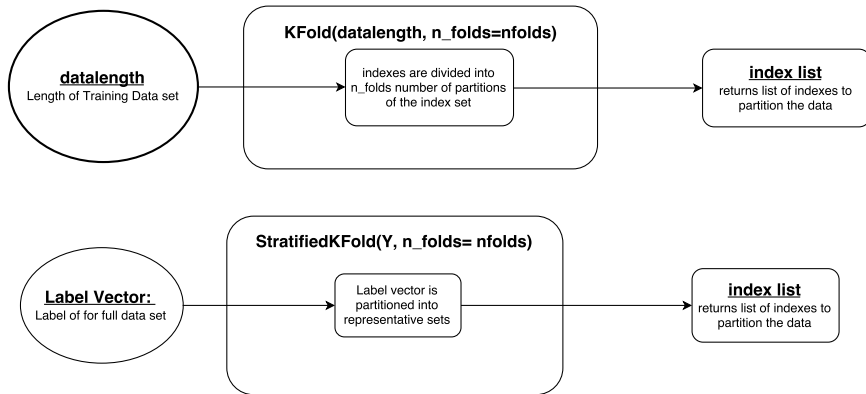 KFold(datalength, n_folds=nfolds)
datalength
Length of Training Data set
indexes are divided into
n_folds number of partitions
of the index set
index list
returns list of indexes to
partition the data
StratifiedKFold(Y, n_folds= nfolds)
Label Vector:
Label of for full data set
Label vector is
partitioned into
representative sets
index list
returns list of indexes to
partition the data